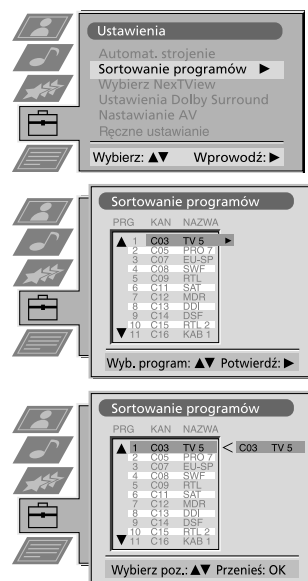 Ustawienia
Automat. strojenie
Sortowanie programów ▶
Wybierz NexTView
Ustawienia Dolby Surround
Nastawianie AV
Ręczne ustawianie
Wybierz: ▲▼ Wprowodź: ▶
Sortowanie programów
PRG KAN NAZWA
1 C03 TV 5 ▶
2 C05 PRO 7
3 C07 EU-SP
4 C08 SWF
5 C09 RTL
6 C11 SAT
7 C12 MDR
8 C13 DDI
9 C14 DSF
10 C15 RTL 2
11 C16 KAB 1
Wyb. program: ▲▼ Potwierdź: ▶
Sortowanie programów
PRG KAN NAZWA
1 C03 TV 5 < C03 TV 5
2 C05 PRO 7
3 C07 EU-SP
4 C08 SWF
5 C09 RTL
6 C11 SAT
7 C12 MDR
8 C13 DDI
9 C14 DSF
10 C15 RTL 2
11 C16 KAB 1
Wybierz poz.: ▲▼ Przenieś: OK